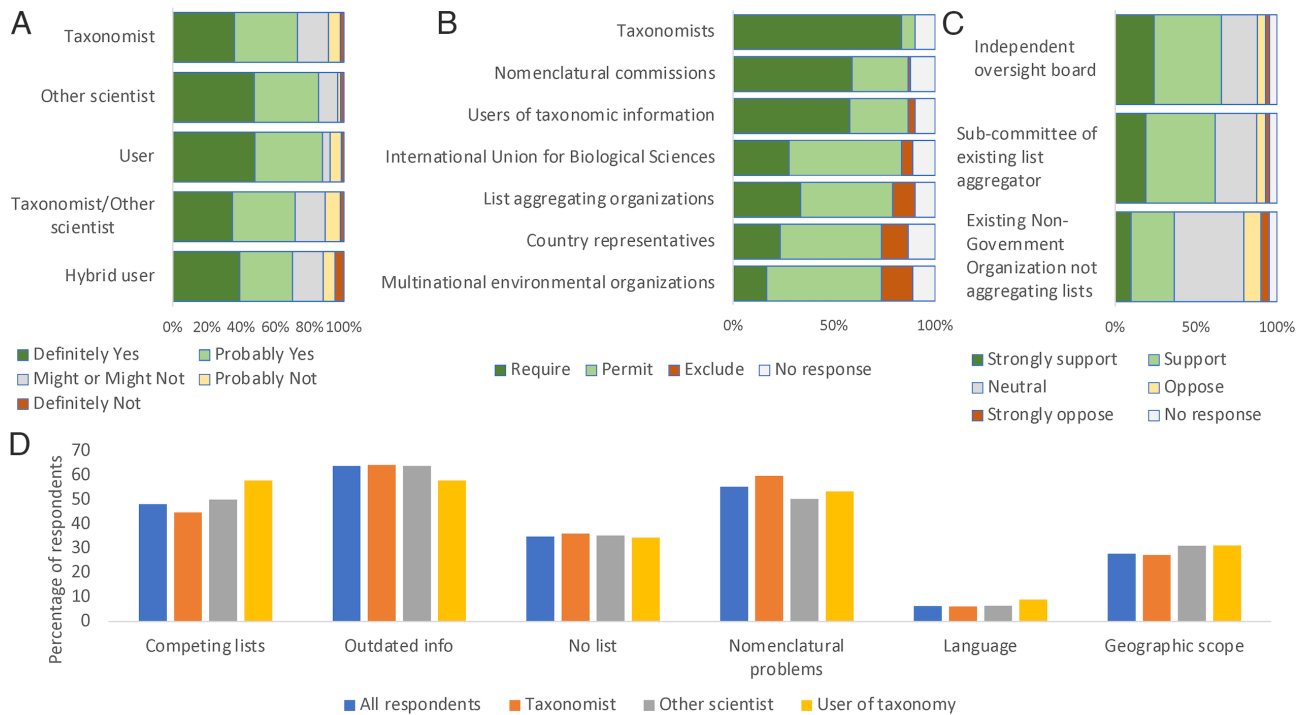 A
Taxonomist
Other scientist
User
Taxonomist/Other
scientist
Hybrid user
0% 20% 40% 60% 80% 100%
Definitely Yes Probably Yes
Might or Might Not Probably Not
Definitely Not
B
Taxonomists
Nomenclatural commissions
Users of taxonomic information
International Union for Biological Sciences
List aggregating organizations
Country representatives
Multinational environmental organizations
0% 50% 100%
Require Permit Exclude No response
C
Independent
oversight board
Sub-committee of
existing list
aggregator
Existing Non-
Government
Organization not
aggregating lists
0% 50% 100%
Strongly support Support
Neutral Oppose
Strongly oppose No response
D
Percentage of respondents
70
60
50
40
30
20
10
0
Competing lists Outdated info No list Nomenclatural Language Geographic scope
problems
All respondents Taxonomist Other scientist User of taxonomy